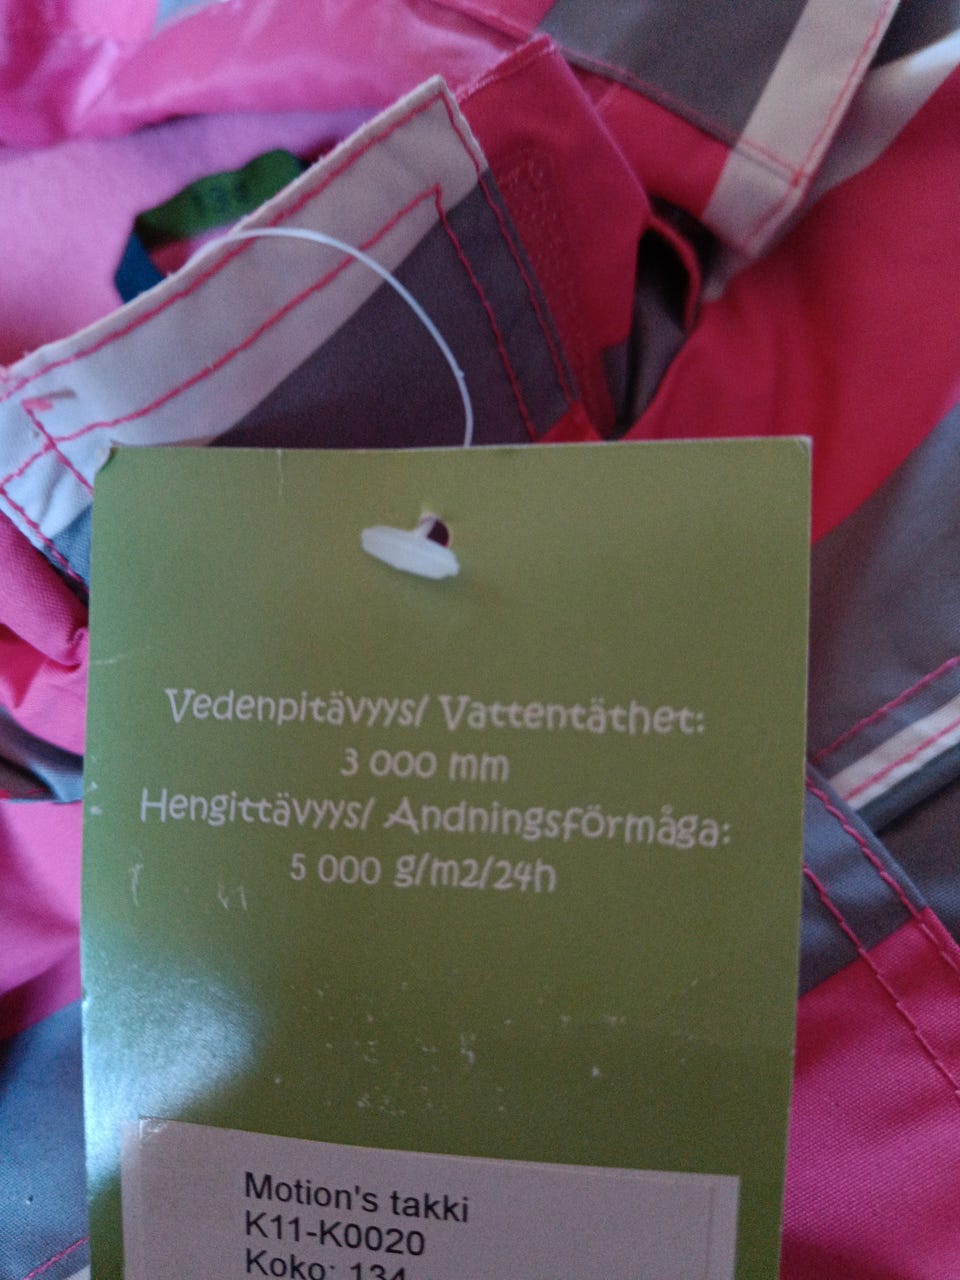 Vedenpitävyys/ Vattentäthet:
3 000 mm
Hengittävyys/ Andningsförmåga:
5 000 g/m2/24h
Motion's takki
K11-K0020
Koko: 134